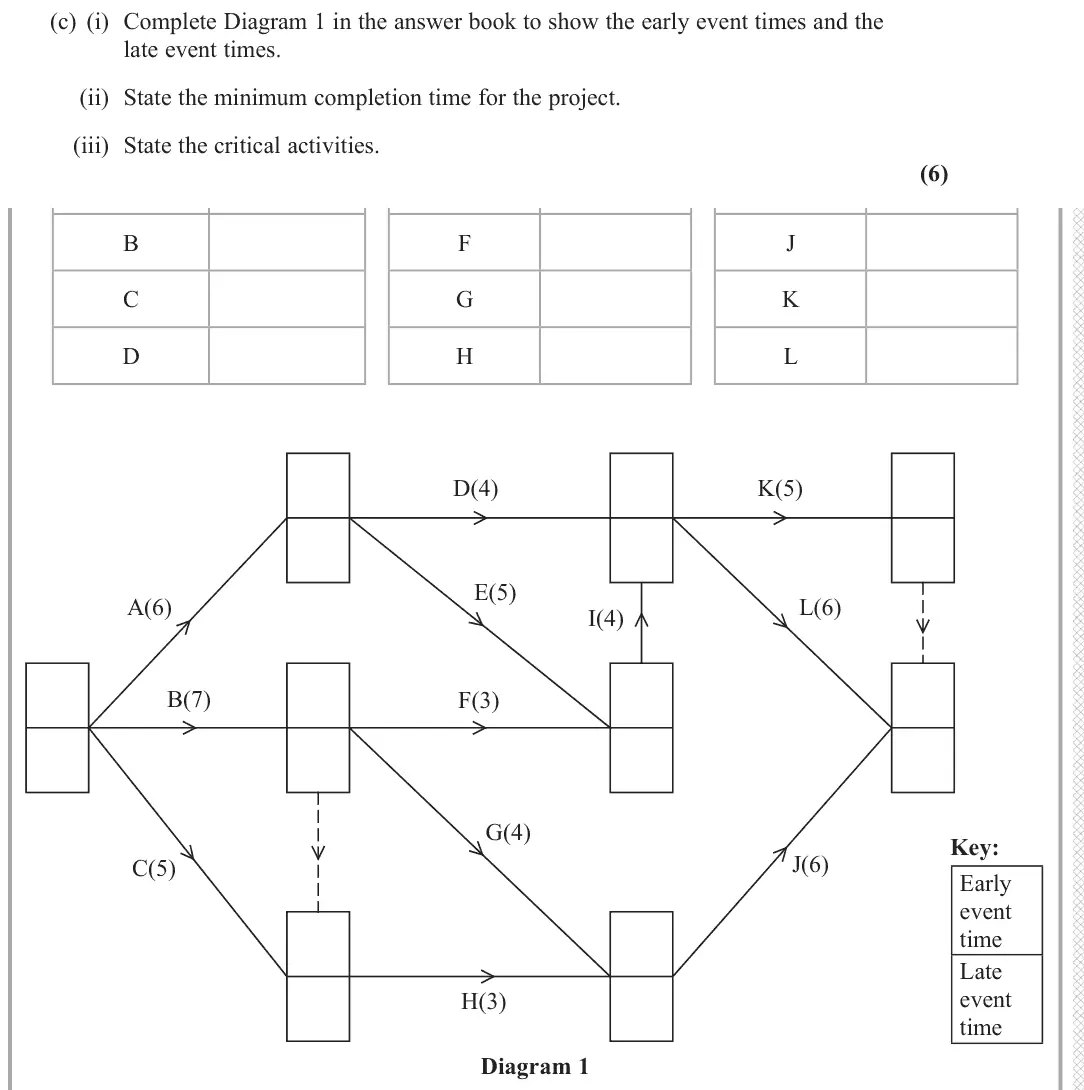 (c) (i) Complete Diagram 1 in the answer book to show the early event times and the
late event times.
(ii) State the minimum completion time for the project.
(iii) State the critical activities.
(6)
B F J
C G K
D H L
D(4) K(5)
A(6) E(5) I(4) L(6)
B(7) F(3)
C(5) G(4) J(6)
H(3)
Key:
Early
event
time
Late
event
time
Diagram 1